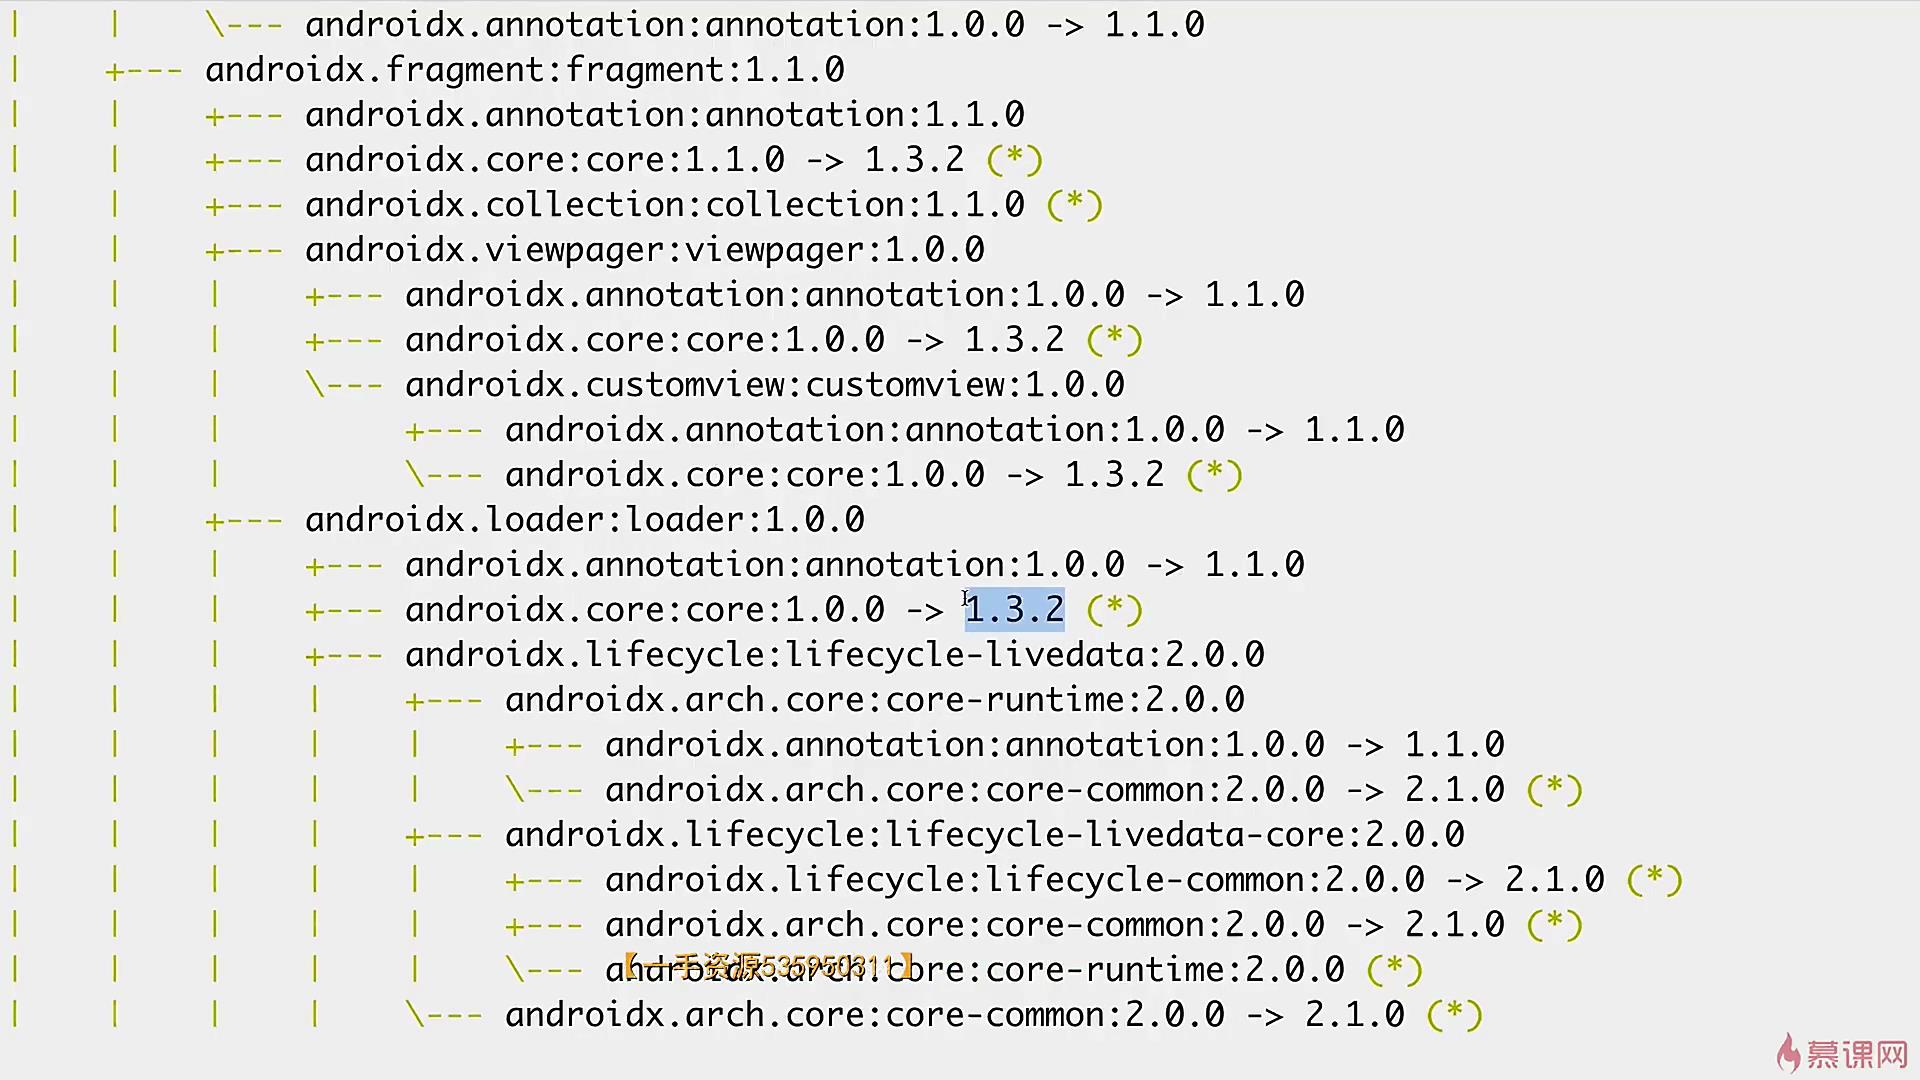 |    |    \--- androidx.annotation:annotation:1.0.0 -> 1.1.0
|    +--- androidx.fragment:fragment:1.1.0
|    |    +--- androidx.annotation:annotation:1.1.0
|    |    +--- androidx.core:core:1.1.0 -> 1.3.2 (*)
|    |    +--- androidx.collection:collection:1.1.0 (*)
|    |    +--- androidx.viewpager:viewpager:1.0.0
|    |    |    +--- androidx.annotation:annotation:1.0.0 -> 1.1.0
|    |    |    +--- androidx.core:core:1.0.0 -> 1.3.2 (*)
|    |    |    \--- androidx.customview:customview:1.0.0
|    |    |         +--- androidx.annotation:annotation:1.0.0 -> 1.1.0
|    |    |         \--- androidx.core:core:1.0.0 -> 1.3.2 (*)
|    |    +--- androidx.loader:loader:1.0.0
|    |    |    +--- androidx.annotation:annotation:1.0.0 -> 1.1.0
|    |    |    +--- androidx.core:core:1.0.0 -> 1.3.2 (*)
|    |    |    +--- androidx.lifecycle:lifecycle-livedata:2.0.0
|    |    |    |    +--- androidx.arch.core:core-runtime:2.0.0
|    |    |    |    |    +--- androidx.annotation:annotation:1.0.0 -> 1.1.0
|    |    |    |    |    \--- androidx.arch.core:core-common:2.0.0 -> 2.1.0 (*)
|    |    |    |    +--- androidx.lifecycle:lifecycle-livedata-core:2.0.0
|    |    |    |    |    +--- androidx.lifecycle:lifecycle-common:2.0.0 -> 2.1.0 (*)
|    |    |    |    |    +--- androidx.arch.core:core-common:2.0.0 -> 2.1.0 (*)
|    |    |    |    |    \--- androidx.arch.core:core-runtime:2.0.0 (*)
【一手资源535950311】
|    |    |    |    \--- androidx.arch.core:core-common:2.0.0 -> 2.1.0 (*)
慕课网